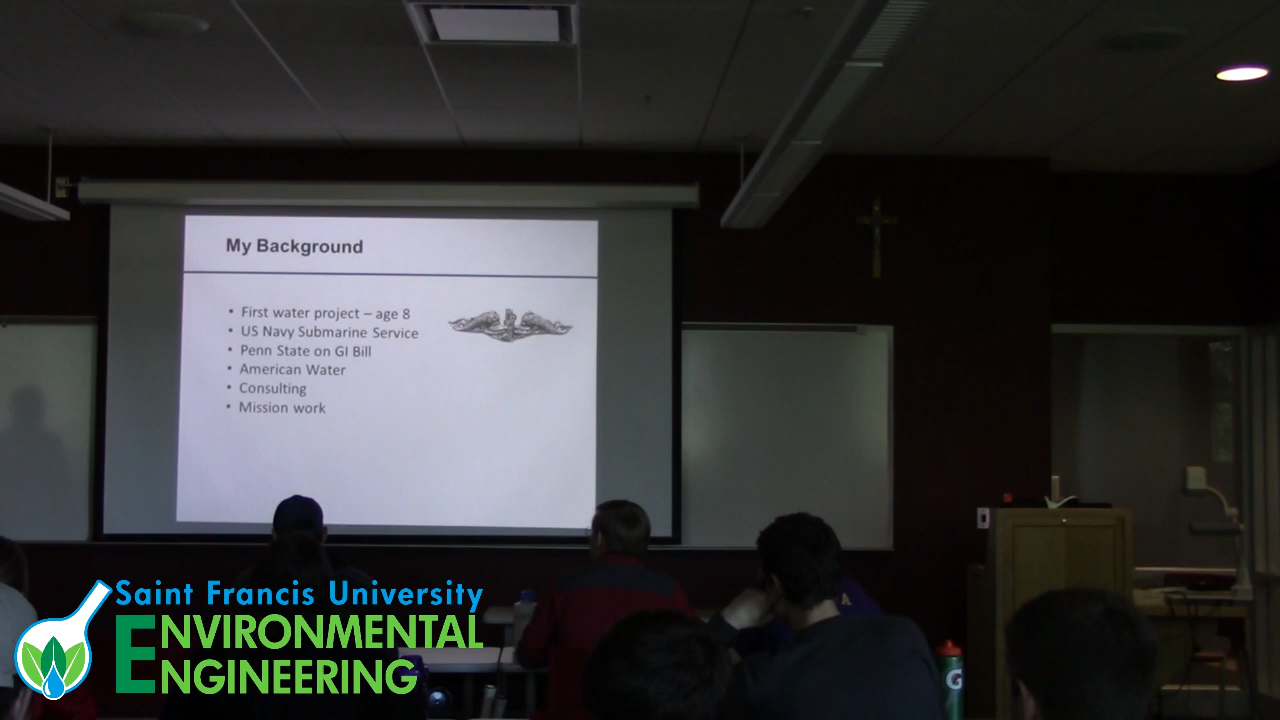 My Background
• First water project – age 8
• US Navy Submarine Service
• Penn State on GI Bill
• American Water
• Consulting
• Mission work
A
G
Saint Francis University
ENVIRONMENTAL
ENGINEERING